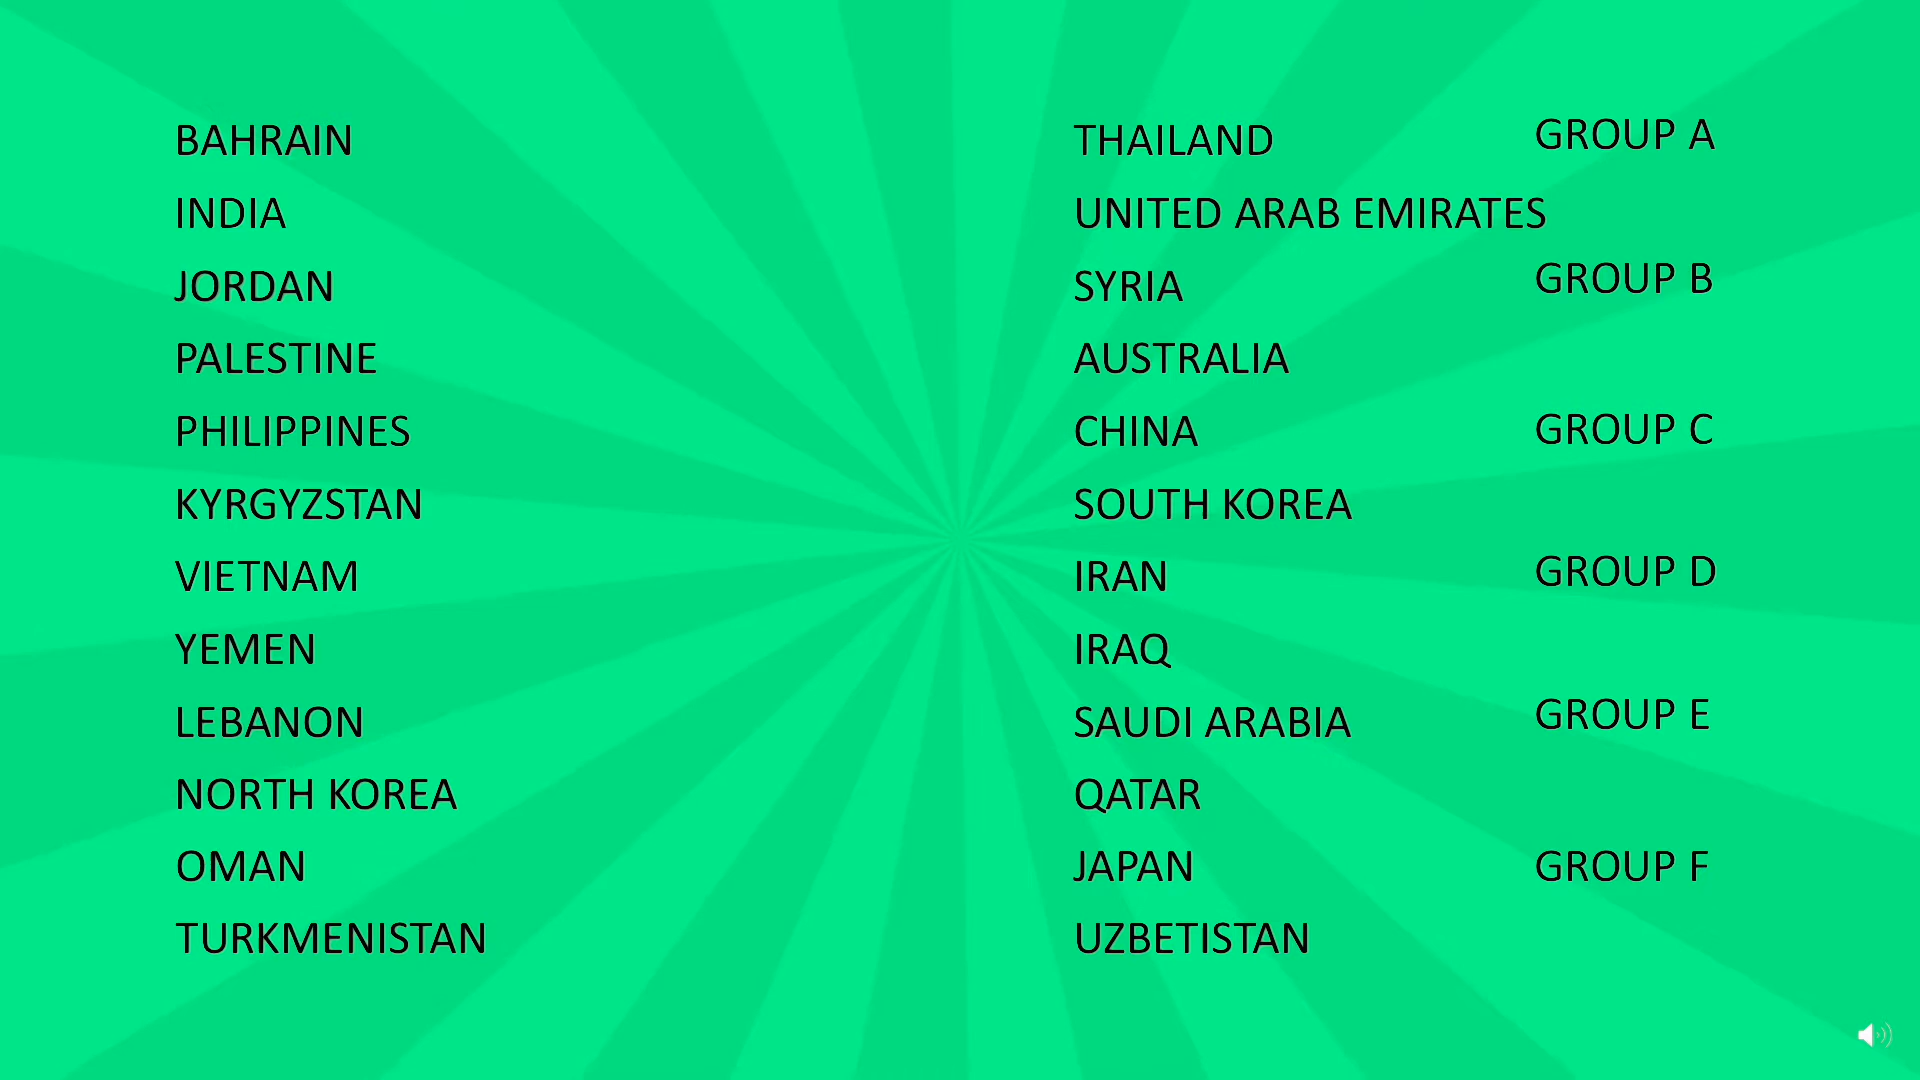 BAHRAIN
THAILAND
GROUP A
INDIA
UNITED ARAB EMIRATES
JORDAN
SYRIA
GROUP B
PALESTINE
AUSTRALIA
PHILIPPINES
CHINA
GROUP C
KYRGYZSTAN
SOUTH KOREA
VIETNAM
IRAN
GROUP D
YEMEN
IRAQ
LEBANON
SAUDI ARABIA
GROUP E
NORTH KOREA
QATAR
OMAN
JAPAN
GROUP F
TURKMENISTAN
UZBETISTAN